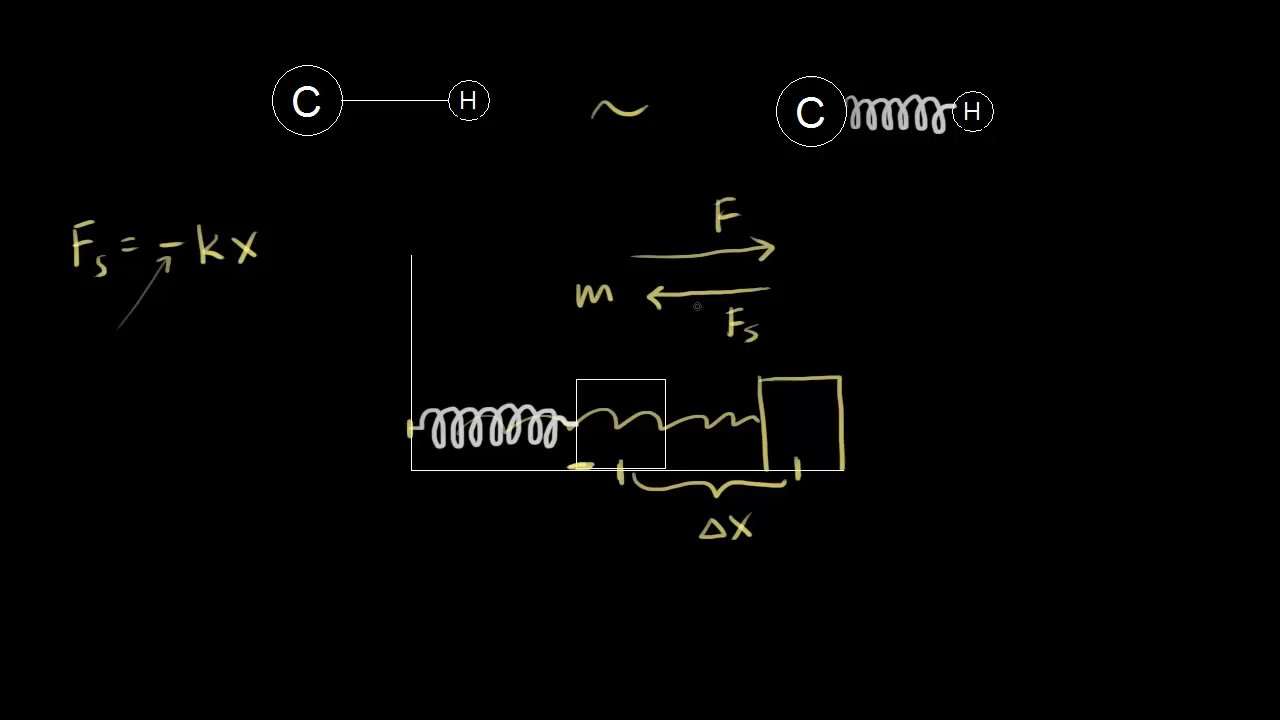 C H ~ C H
F
Fs = -kx
m
Fs
Δx